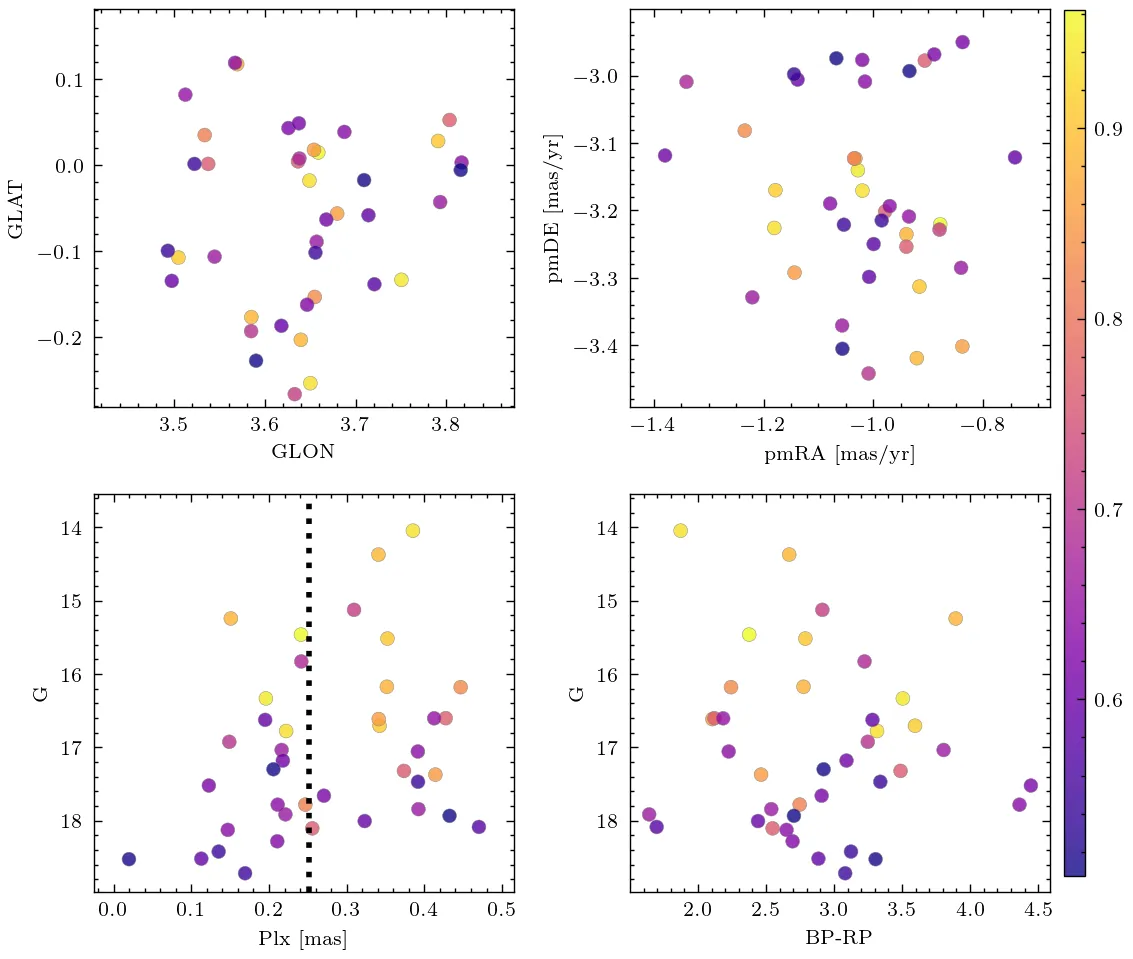 0.1
0.0
−0.1
−0.2
GLAT
3.5 3.6 3.7 3.8
GLON
−3.0
−3.1
−3.2
−3.3
−3.4
pmDE [mas/yr]
−1.4 −1.2 −1.0 −0.8
pmRA [mas/yr]
14
15
16
17
18
G
0.0 0.1 0.2 0.3 0.4 0.5
Plx [mas]
14
15
16
17
18
G
2.0 2.5 3.0 3.5 4.0 4.5
BP-RP
0.9
0.8
0.7
0.6